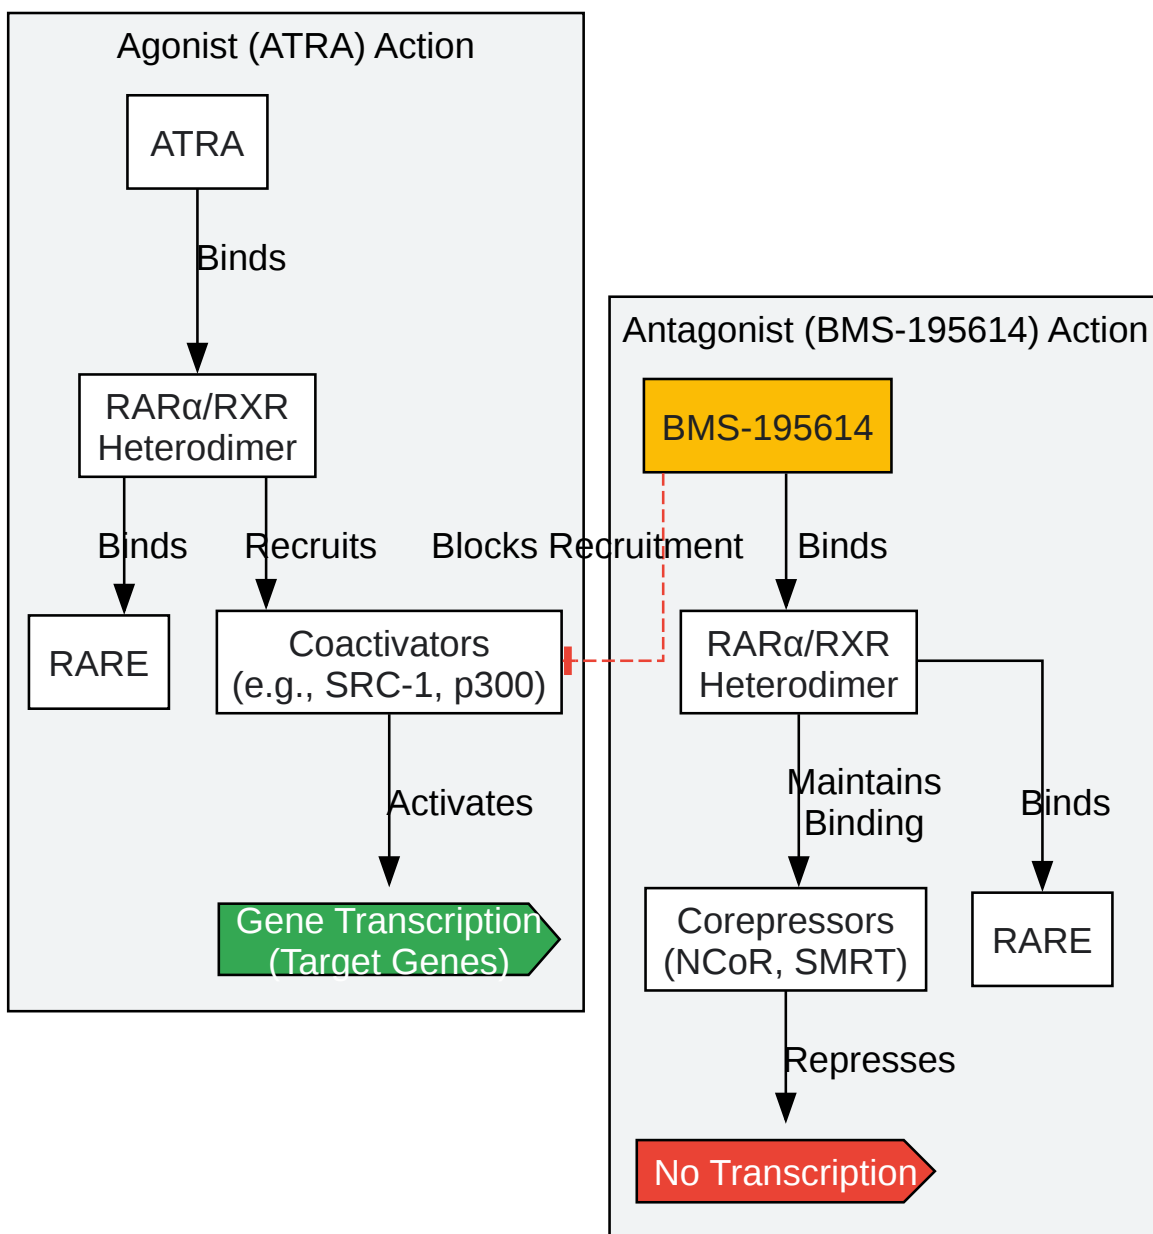 Agonist (ATRA) Action
ATRA
Binds
RARα/RXR
Heterodimer
Binds
Recruits
RARE
Coactivators
(e.g., SRC-1, p300)
Activates
Gene Transcription
(Target Genes)
Blocks Recruitment
Antagonist (BMS-195614) Action
BMS-195614
Binds
RARα/RXR
Heterodimer
Maintains
Binding
Binds
Corepressors
(NCoR, SMRT)
RARE
Represses
No Transcription